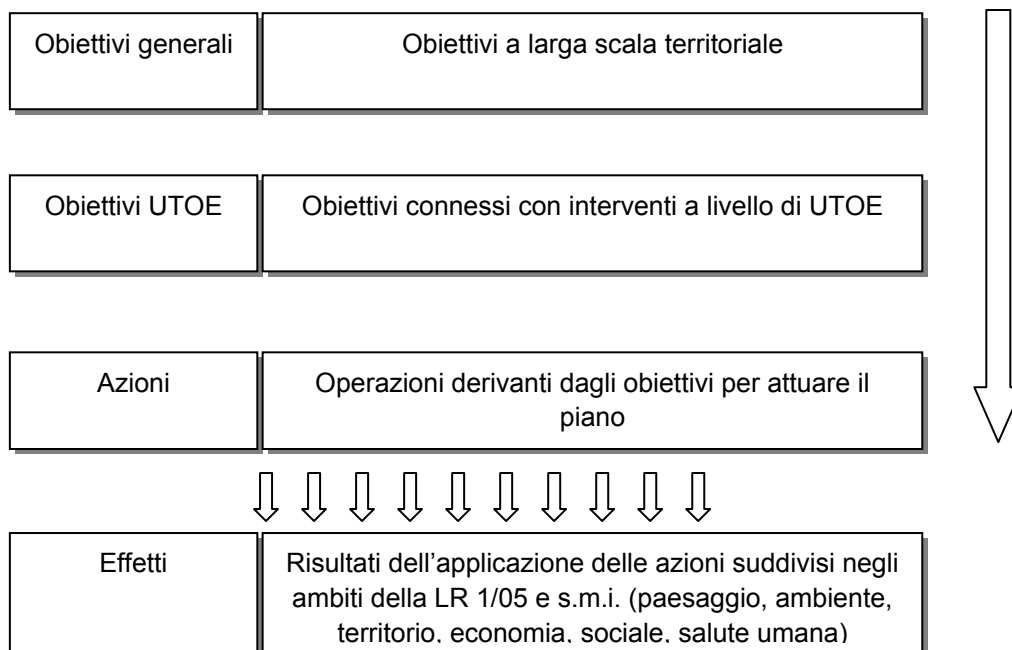 Obiettivi generali
Obiettivi a larga scala territoriale
Obiettivi UTOE
Obiettivi connessi con interventi a livello di UTOE
Azioni
Operazioni derivanti dagli obiettivi per attuare il
piano
Effetti
Risultati dell’applicazione delle azioni suddivisi negli
ambiti della LR 1/05 e s.m.i. (paesaggio, ambiente,
territorio, economia, sociale, salute umana)